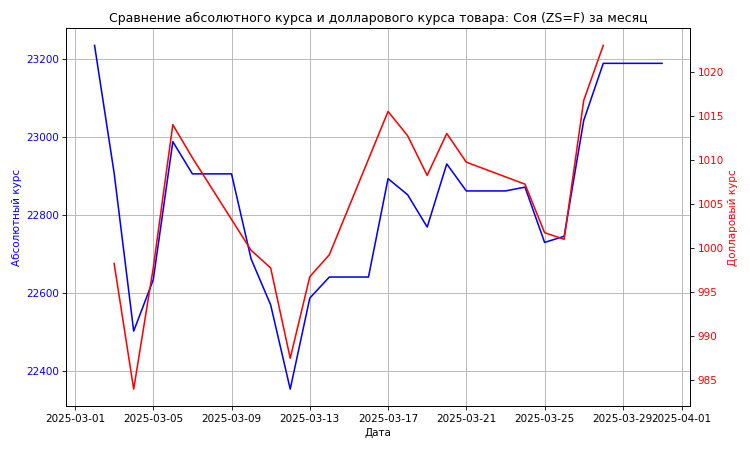 Сравнение абсолютного курса и долларового курса товара: Соя (ZS=F) за месяц
Абсолютный курс
23200
23000
22800
22600
22400
1020
1015
1010
1005
1000
995
990
985
Долларовый курс
2025-03-01 2025-03-05 2025-03-09 2025-03-13 2025-03-17 2025-03-21 2025-03-25 2025-03-29 2025-04-01
Дата